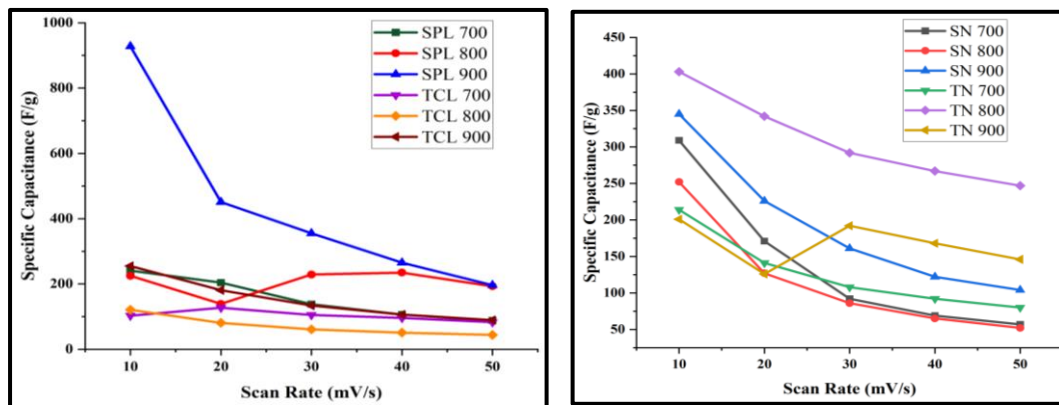 1000
800
600
400
200
0
Specific Capacitance (F/g)
SPL 700
SPL 800
SPL 900
TCL 700
TCL 800
TCL 900
10 20 30 40 50
Scan Rate (mV/s)
450
400
350
300
250
200
150
100
50
Specific Capacitance (F/g)
SN 700
SN 800
SN 900
TN 700
TN 800
TN 900
10 20 30 40 50
Scan Rate (mV/s)